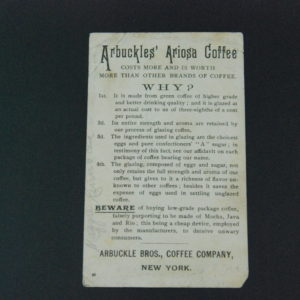 Arbuckles' Ariosa Coffee
COSTS MORE AND IS WORTH
MORE THAN OTHER BRANDS OF COFFEE.
WHY?
1st. It is made from green coffee of higher grade
and better drinking quality; and it is glazed at
an actual cost to us of three-eigths of a cent
per pound.
2d. Its entire strength and aroma are retained by
our process of glazing coffee.
3d. The ingredients used in glazing are the choicest
eggs and pure confectioners' "A" sugar; in
testimony of this fact, see our affidavit on each
package of coffee bearing our name.
4th. The glazing, composed of eggs and sugar, not
only retains the full strength and aroma of our
coffee, but gives to it a richness of flavor un-
known to other coffees; besides it saves the
expense of eggs used in settling unglazed
coffee.
BEWARE of buying low-grade package coffee,
falsely purporting to be made of Mocha, Java
and Rio; this being a cheap device, employed
by the manufacturers, to deceive unwary
consumers.
ARBUCKLE BROS., COFFEE COMPANY,
NEW YORK.